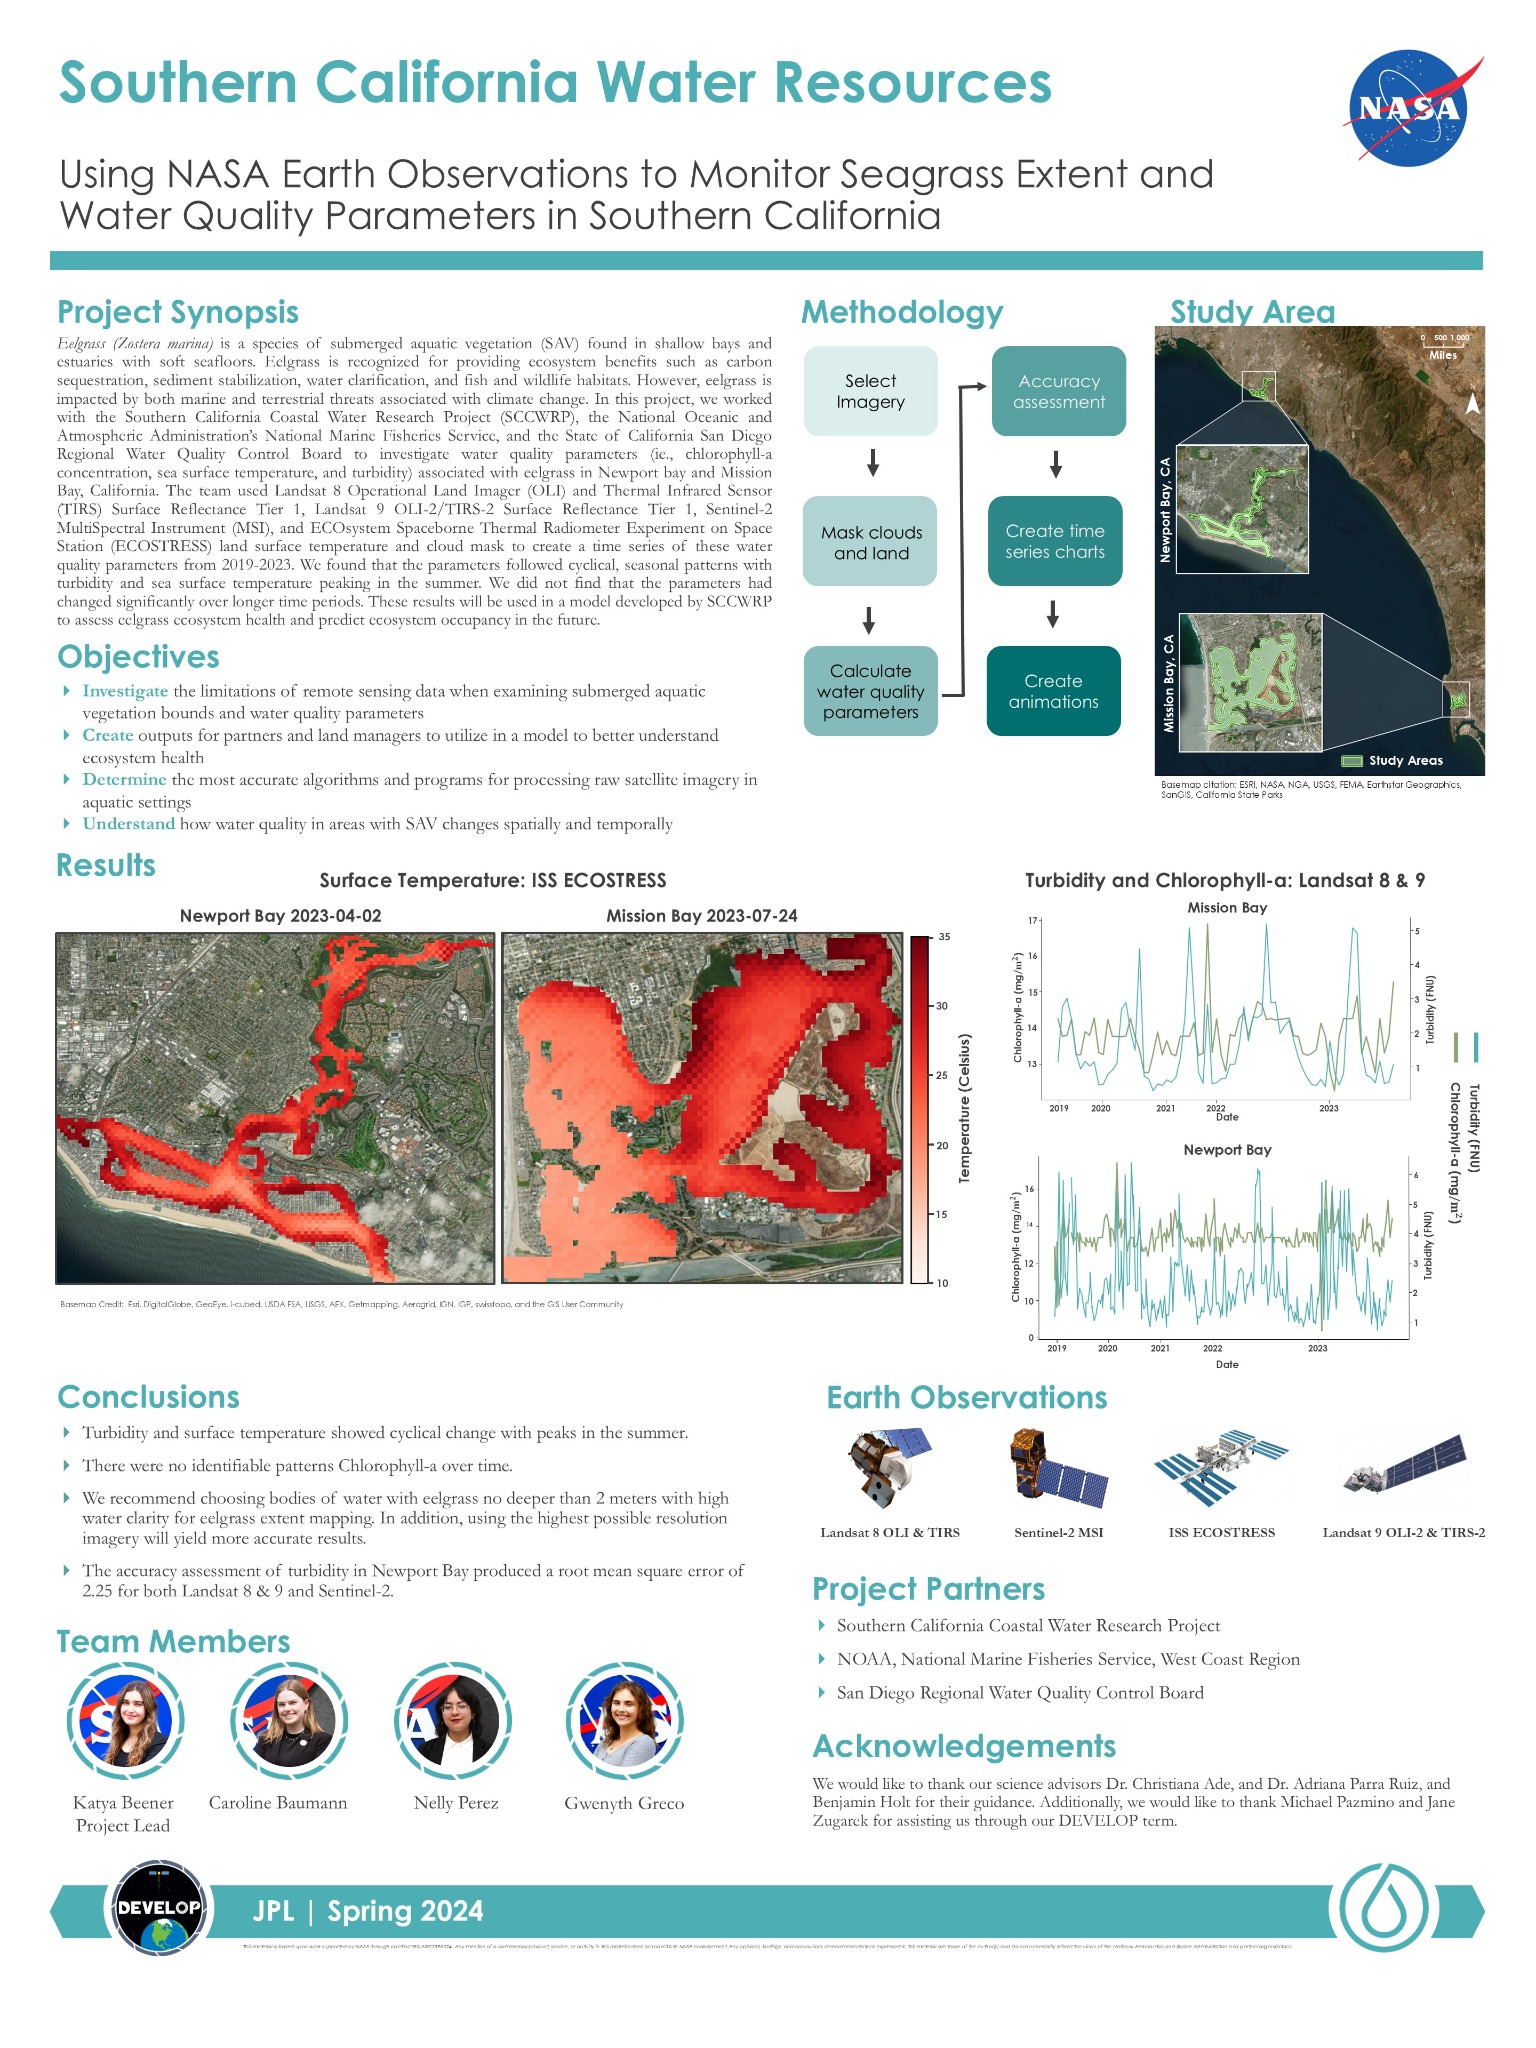 Southern California Water Resources
NASA
Using NASA Earth Observations to Monitor Seagrass Extent and
Water Quality Parameters in Southern California
Project Synopsis
Eelgrass (Zostera marina) is a species of submerged aquatic vegetation (SAV) found in shallow bays and
estuaries with soft seafloors. Eelgrass is recognized for providing ecosystem benefits such as carbon
sequestration, sediment stabilization, water clarification, and fish and wildlife habitats. However, eelgrass is
impacted by both marine and terrestrial threats associated with climate change. In this project, we worked
with the Southern California Coastal Water Research Project (SCCWRP), the National Oceanic and
Atmospheric Administration's National Marine Fisheries Service, and the State of California San Diego
Regional Water Quality Control Board to investigate water quality parameters (ie., chlorophyll-a
concentration, sea surface temperature, and turbidity) associated with eelgrass in Newport bay and Mission
Bay, California. The team used Landsat 8 Operational Land Imager (OLI) and Thermal Infrared Sensor
(TIRS) Surface Reflectance Tier 1, Landsat 9 OLI-2/TIRS-2 Surface Reflectance Tier 1, Sentinel-2
MultiSpectral Instrument (MSI), and ECOsystem Spaceborne Thermal Radiometer Experiment on Space
Station (ECOSTRESS) land surface temperature and cloud mask to create a time series of these water
quality parameters from 2019-2023. We found that the parameters followed cyclical, seasonal patterns with
turbidity and sea surface temperature peaking in the summer. We did not find that the parameters had
changed significantly over longer time periods. These results will be used in a model developed by SCCWRP
to assess eelgrass ecosystem health and predict ecosystem occupancy in the future.
Objectives
Investigate the limitations of remote sensing data when examining submerged aquatic
vegetation bounds and water quality parameters
Create outputs for partners and land managers to utilize in a model to better understand
ecosystem health
Determine the most accurate algorithms and programs for processing raw satellite imagery in
aquatic settings
Understand how water quality in areas with SAV changes spatially and temporally
Methodology
Select
Imagery
Mask clouds
and land
Calculate
water quality
parameters
Accuracy
assessment
Create time
series charts
Create
animations
Study Area
0 500 1,000
Miles
N
Newport Bay, CA
Mission Bay, CA
Study Areas
Basemap citation: ESRI, NASA, NGA, USGS, FEMA, Earthstar Geographics,
SanGIS, California State Parks
Results
Surface Temperature: ISS ECOSTRESS
Newport Bay 2023-04-02
Mission Bay 2023-07-24
35
30
25
20
15
10
Temperature (Celsius)
Basemap Credit: Esri, DigitalGlobe, GeoEye, i-cubed, USDA FSA, USGS, AEX, Getmapping, Aerogrid, IGN, IGP, swisstopo, and the GIS User Community
Turbidity and Chlorophyll-a: Landsat 8 & 9
Mission Bay
17
16
15
14
13
Chlorophyll-a (mg/m²)
5
4
3
2
1
Turbidity (FNU)
2019 2020 2021 2022 2023
Date
Newport Bay
16
14
12
10
0
Chlorophyll-a (mg/m²)
6
5
4
3
2
1
Turbidity (FNU)
2019 2020 2021 2022 2023
Date
Turbidity (FNU)
Chlorophyll-a (mg/m²)
Conclusions
Turbidity and surface temperature showed cyclical change with peaks in the summer.
There were no identifiable patterns Chlorophyll-a over time.
We recommend choosing bodies of water with eelgrass no deeper than 2 meters with high
water clarity for eelgrass extent mapping. In addition, using the highest possible resolution
imagery will yield more accurate results.
The accuracy assessment of turbidity in Newport Bay produced a root mean square error of
2.25 for both Landsat 8 & 9 and Sentinel-2.
Earth Observations
Landsat 8 OLI & TIRS
Sentinel-2 MSI
ISS ECOSTRESS
Landsat 9 OLI-2 & TIRS-2
Project Partners
Southern California Coastal Water Research Project
NOAA, National Marine Fisheries Service, West Coast Region
San Diego Regional Water Quality Control Board
Team Members
Katya Beener
Project Lead
Caroline Baumann
Nelly Perez
Gwenyth Greco
Acknowledgements
We would like to thank our science advisors Dr. Christiana Ade, and Dr. Adriana Parra Ruiz, and
Benjamin Holt for their guidance. Additionally, we would like to thank Michael Pazmino and Jane
Zugarek for assisting us through our DEVELOP term.
DEVELOP
JPL | Spring 2024